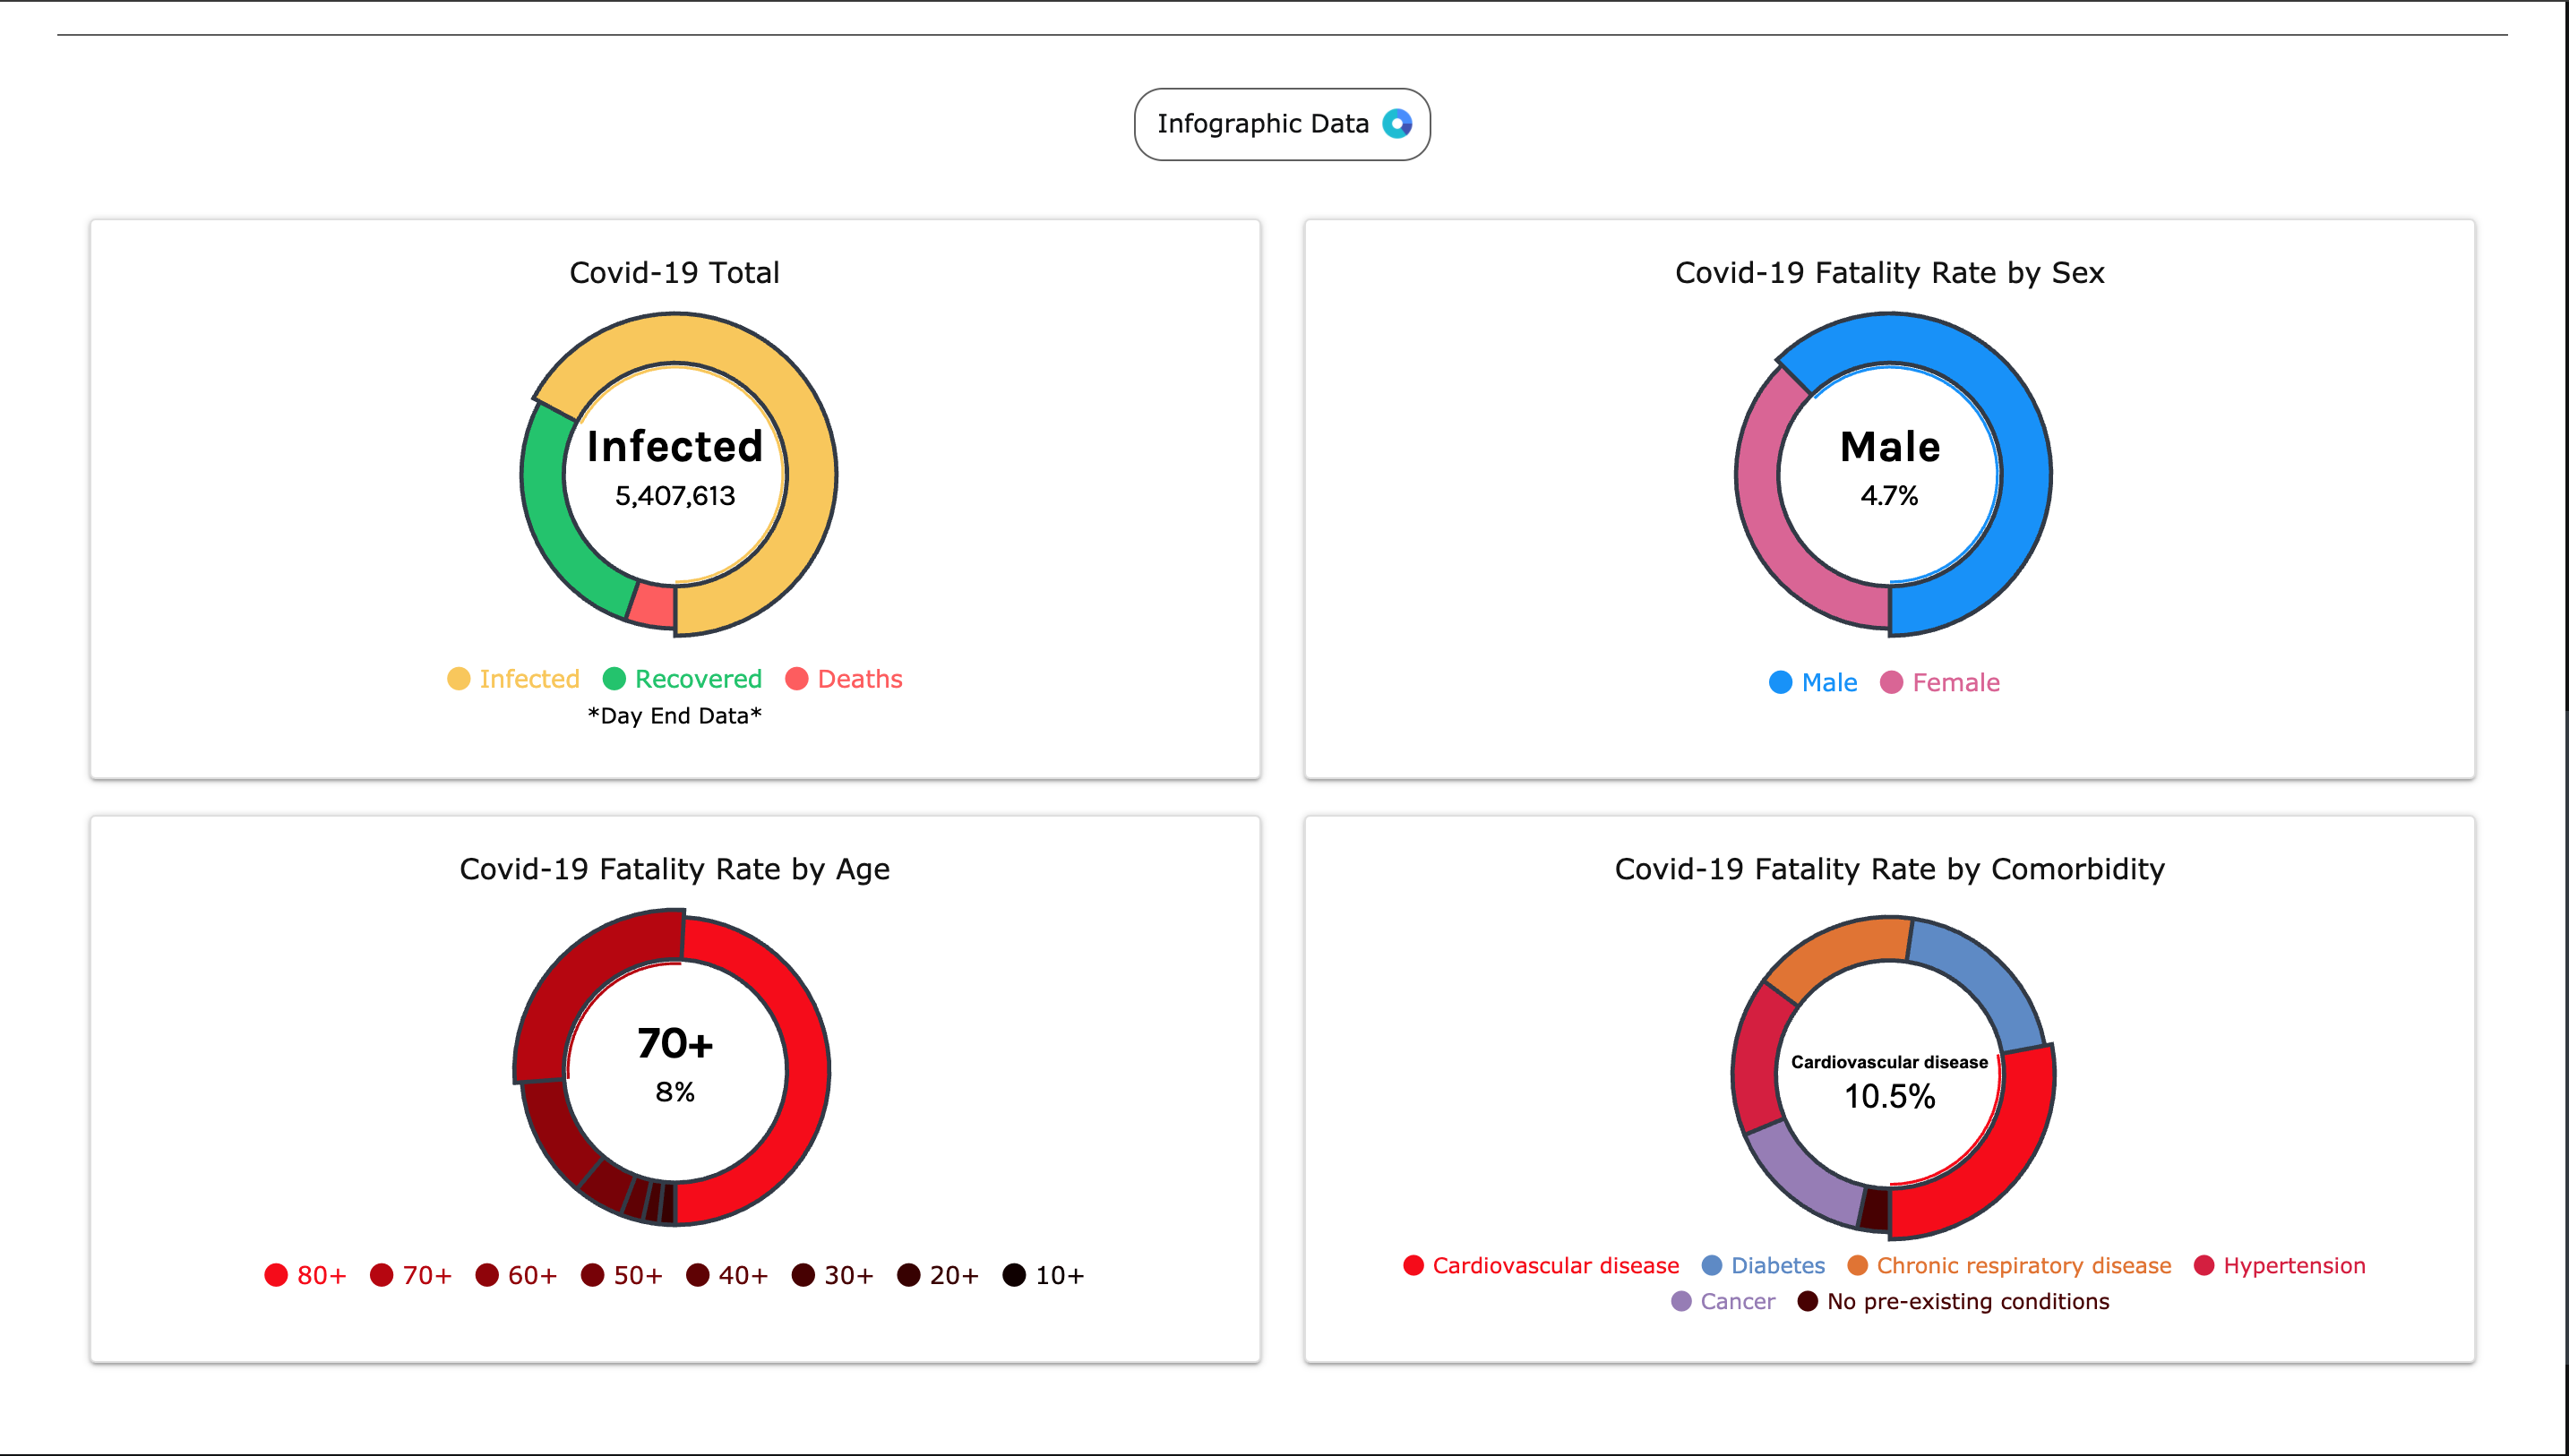 Infographic Data
Covid-19 Total
Infected
5,407,613
Infected Recovered Deaths
*Day End Data*
Covid-19 Fatality Rate by Sex
Male
4.7%
Male Female
Covid-19 Fatality Rate by Age
70+
8%
80+ 70+ 60+ 50+ 40+ 30+ 20+ 10+
Covid-19 Fatality Rate by Comorbidity
Cardiovascular disease
10.5%
Cardiovascular disease Diabetes Chronic respiratory disease Hypertension
Cancer No pre-existing conditions